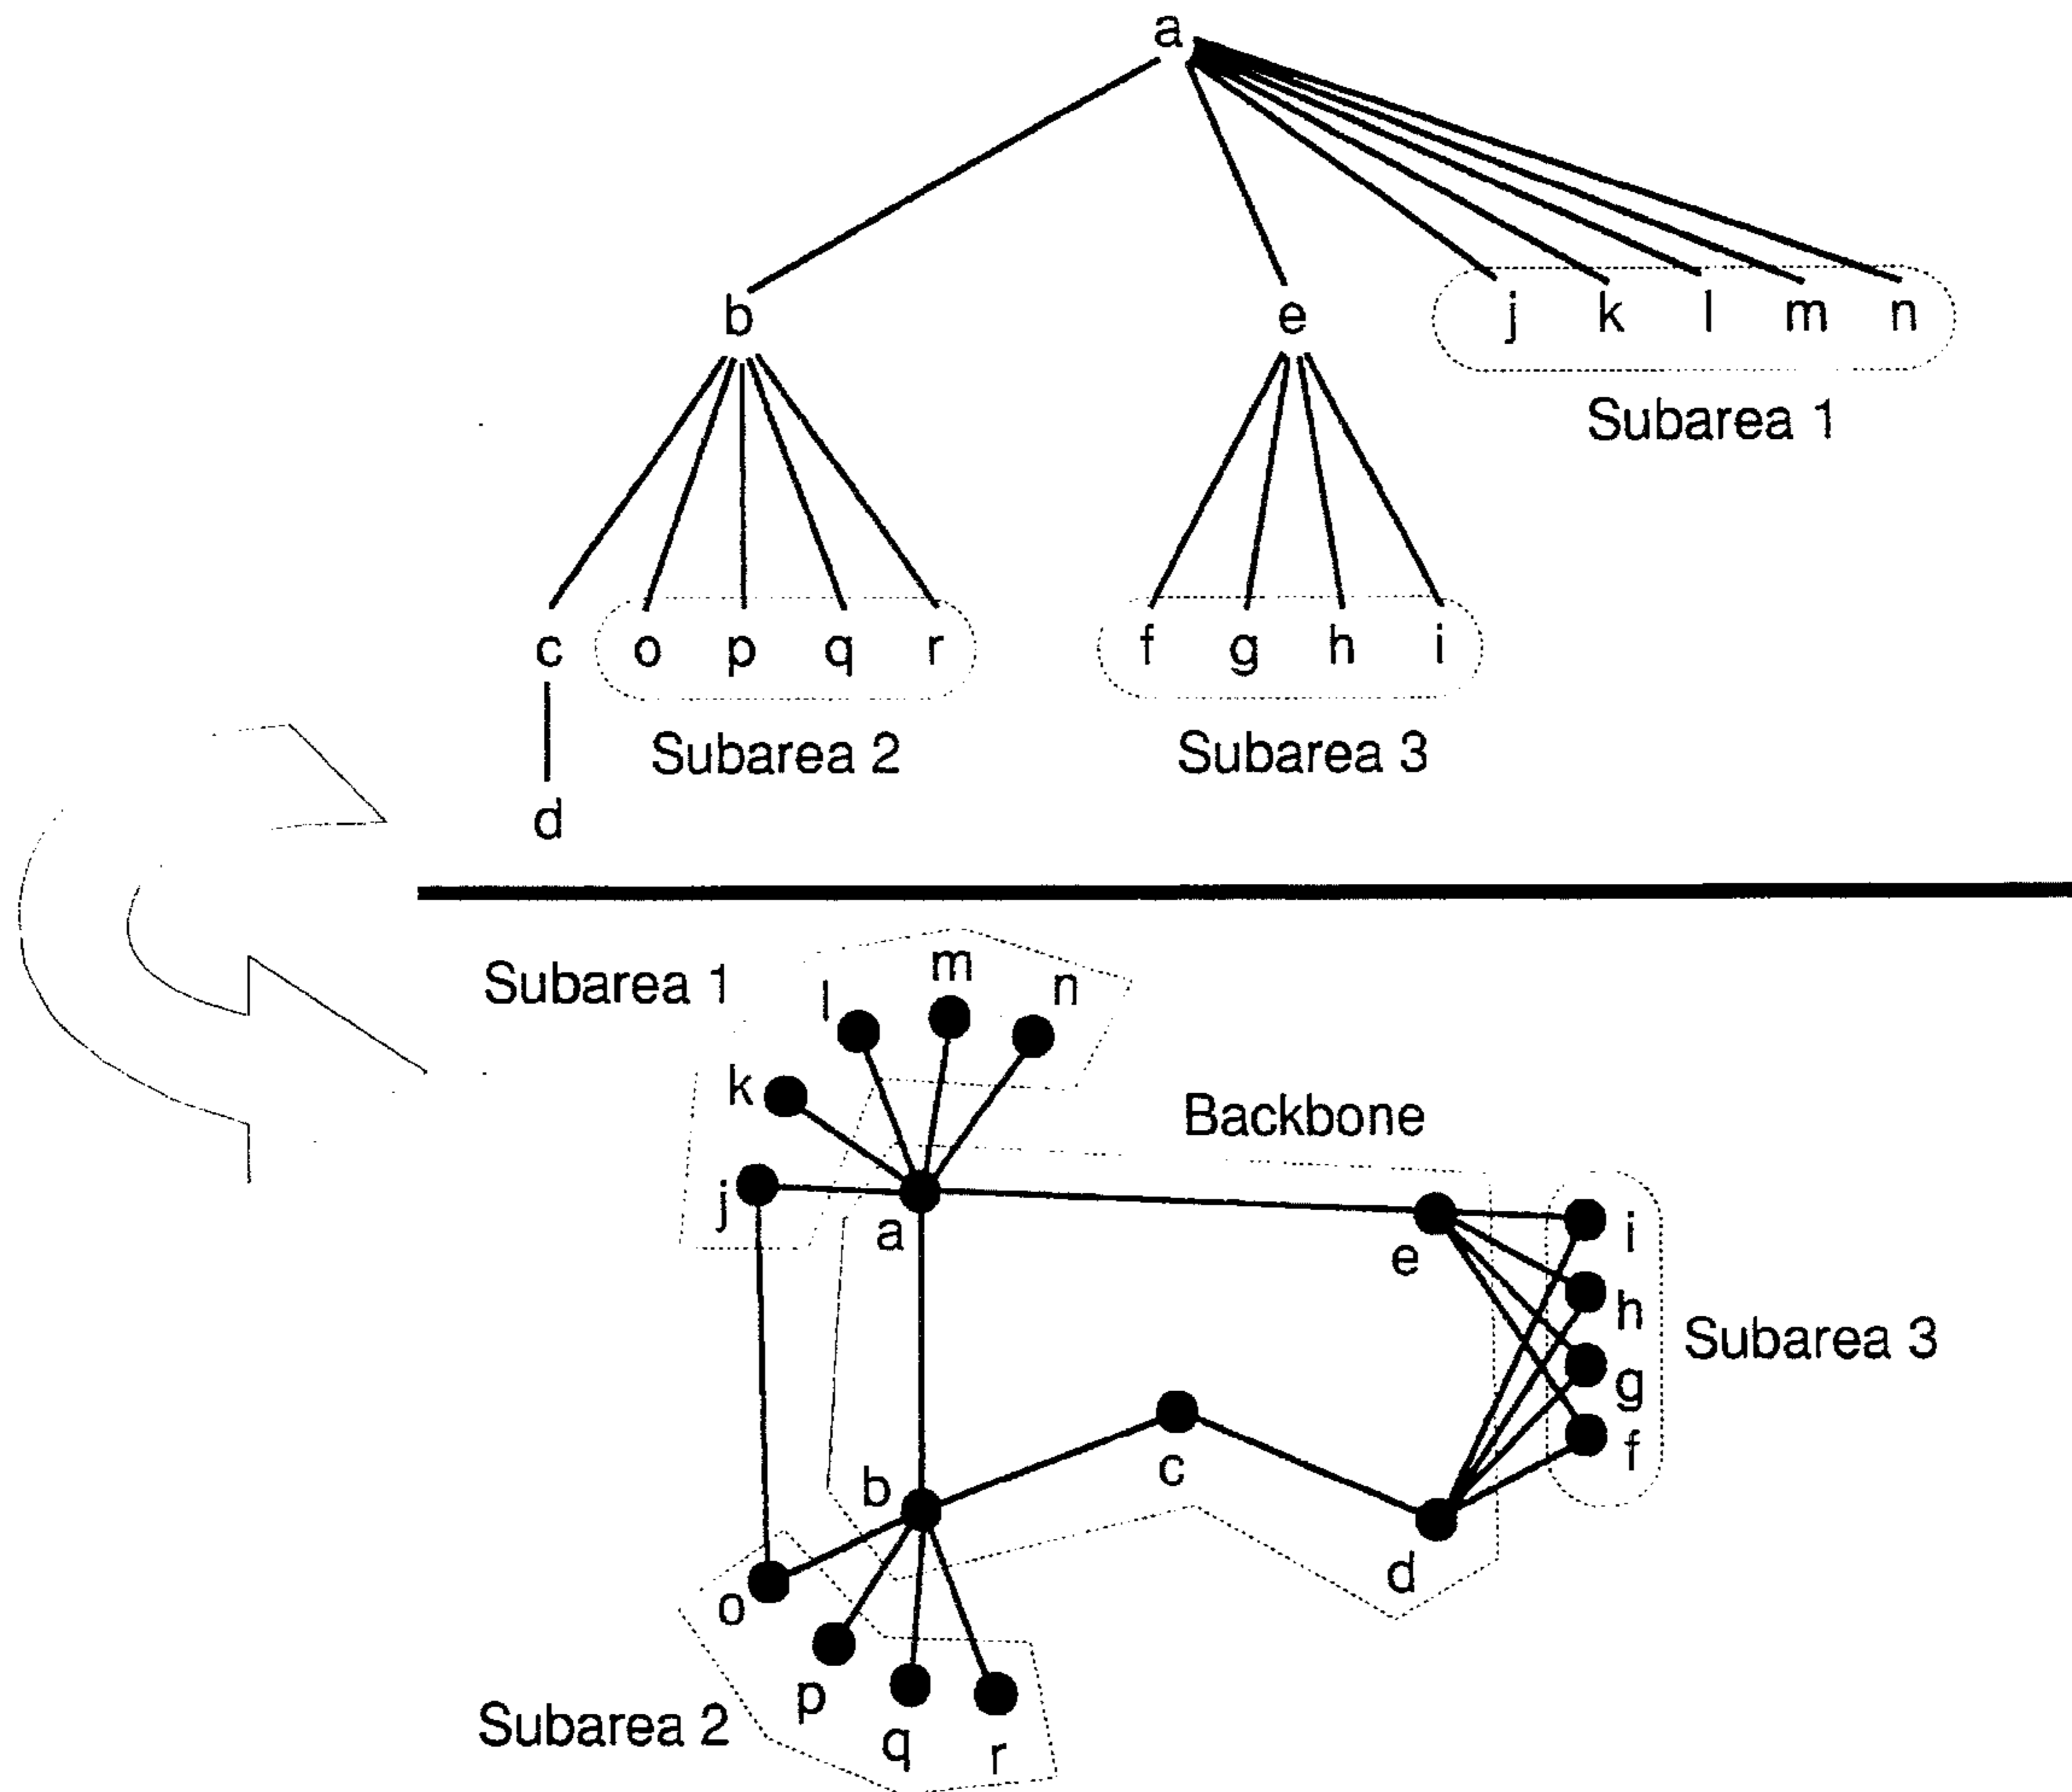 a
b e j k l m n
Subarea 1
c o p q r f g h i
Subarea 2 Subarea 3
d
Subarea 1
l m n
k
Backbone
j a e i
h
Subarea 3
g
f
b c
d
o
p
q r
Subarea 2